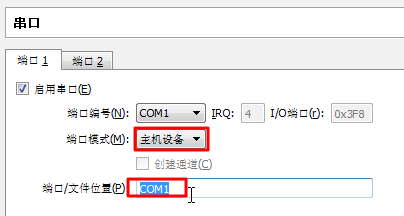 串口
端口 1 端口 2
启用串口(E)
端口编号(N): COM1 IRQ: 4 I/O端口(r): 0x3F8
端口模式(M): 主机设备
创建通道(C)
端口/文件位置(P) COM1